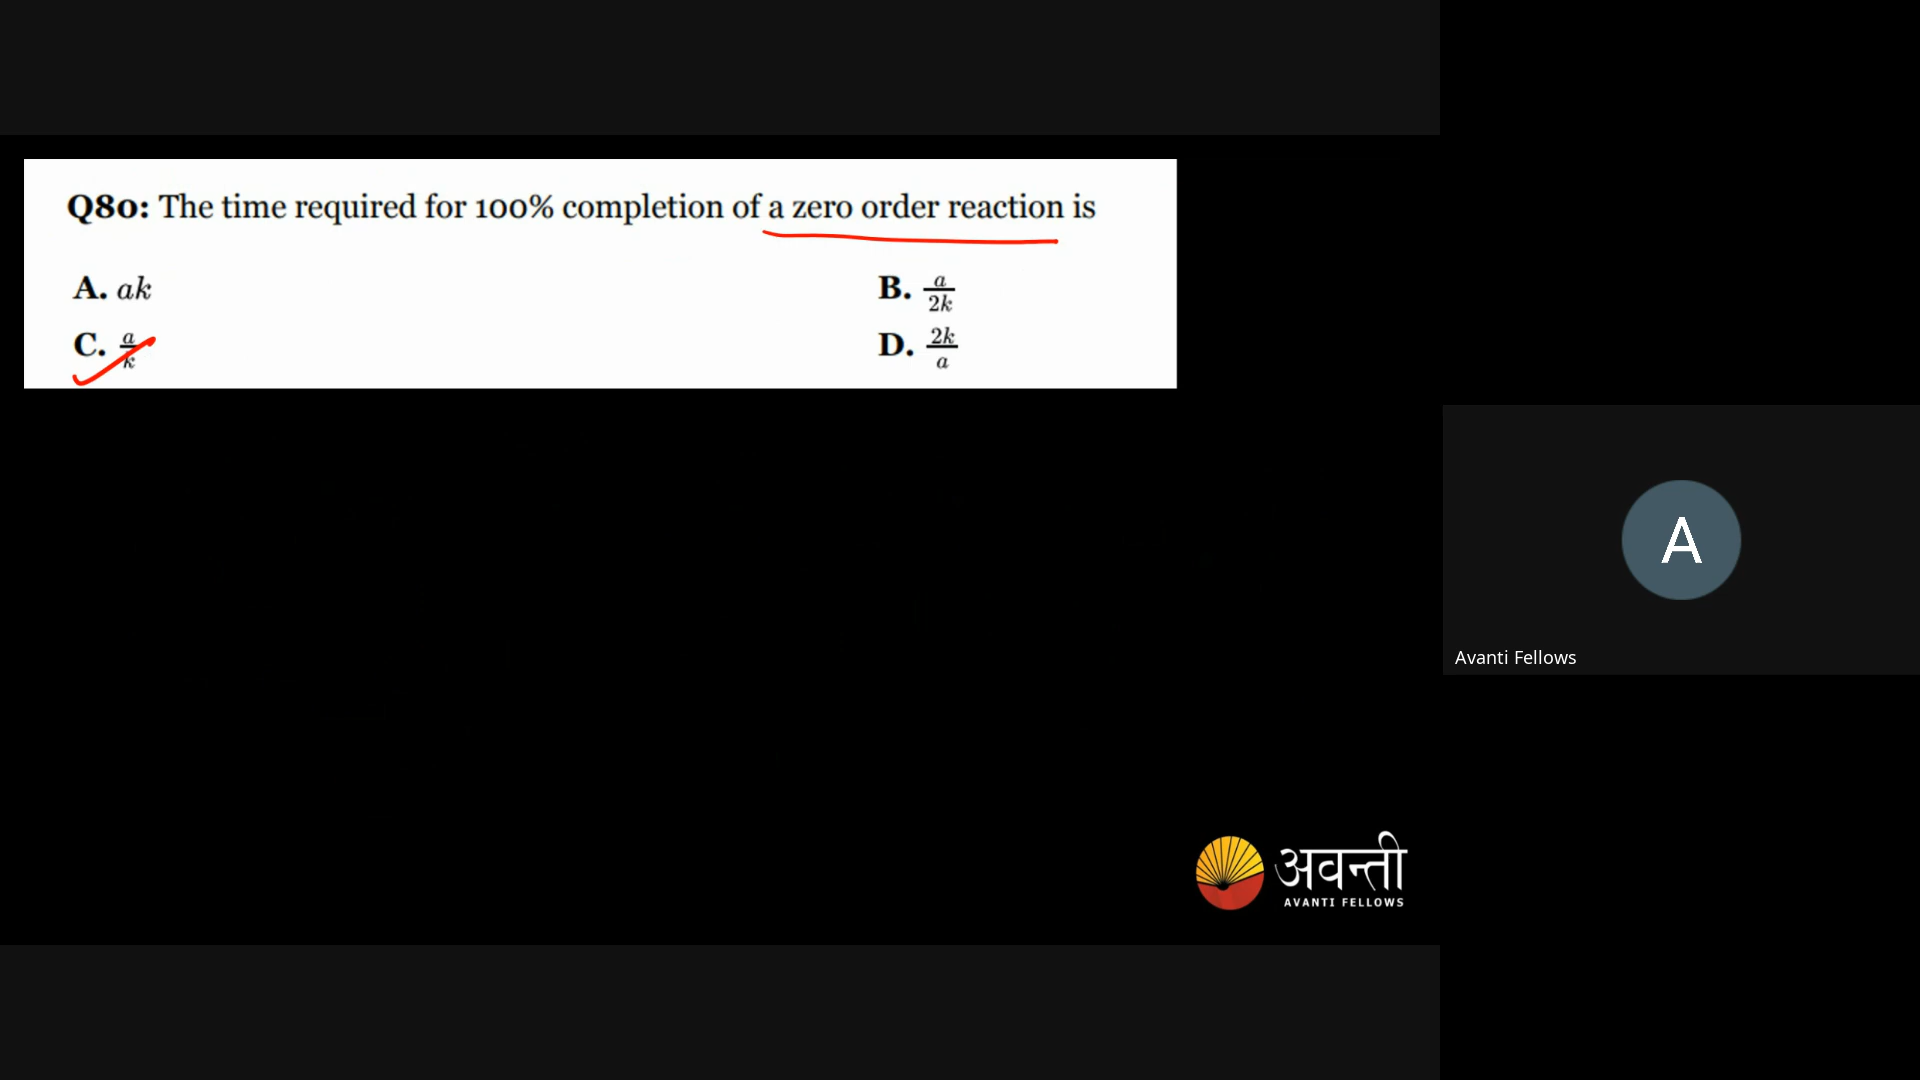 Q80: The time required for 100% completion of a zero order reaction is
A. ak
B. a/2k
C. a/k
D. 2k/a
A
Avanti Fellows
अवन्ती
AVANTI FELLOWS